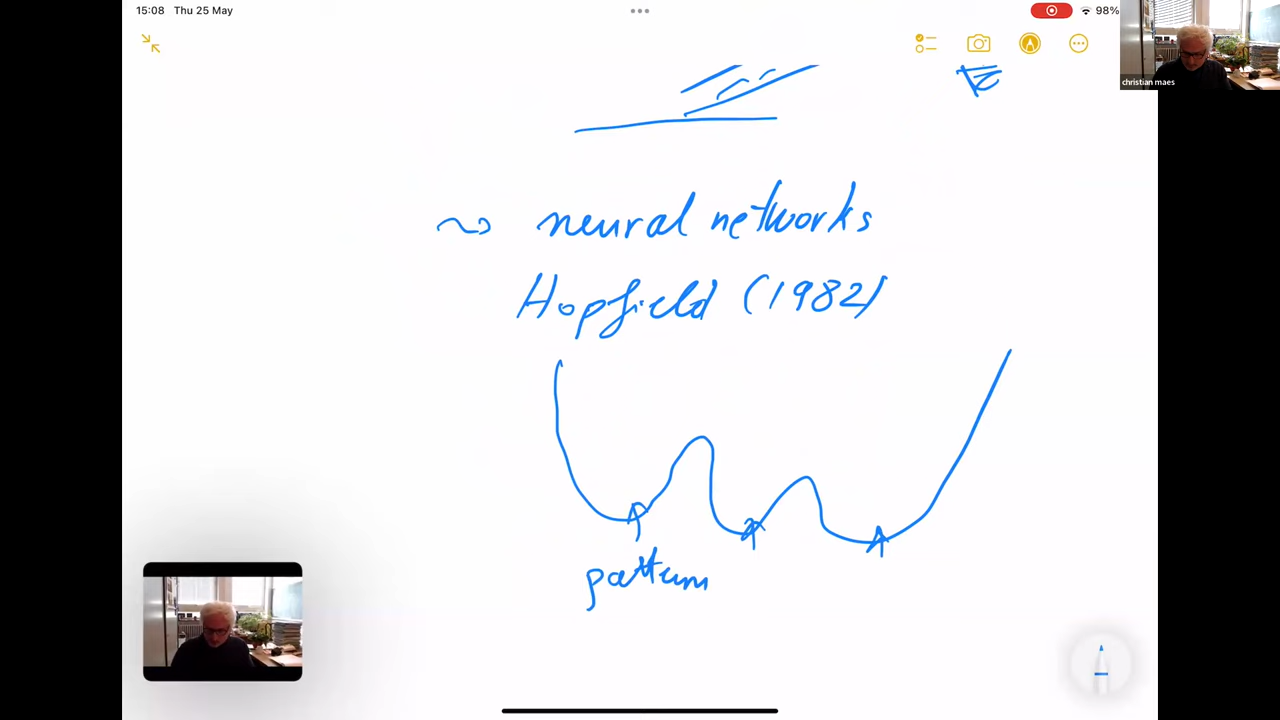 15:08 Thu 25 May
98%
christian maes
neural networks
Hopfield (1982)
pattern